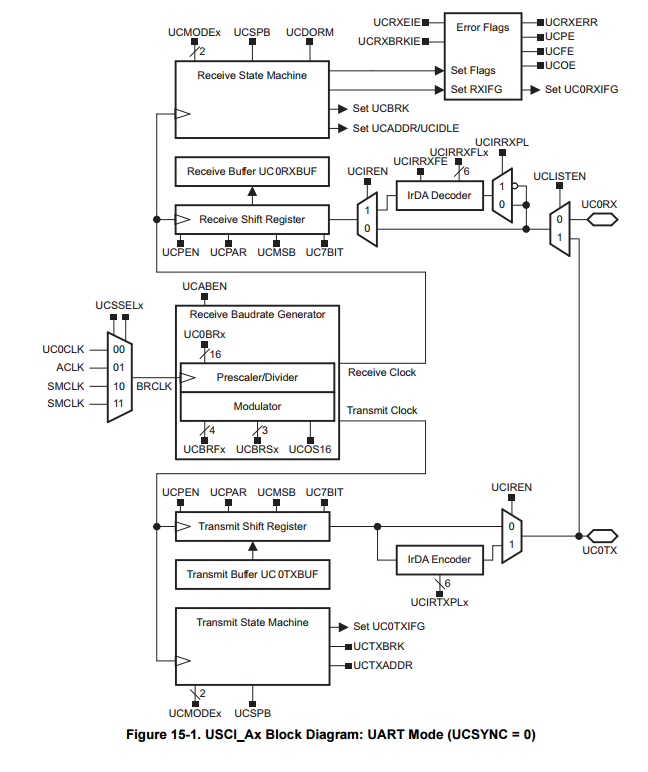 UCMODEx
UCSPB
UCDORM
2
Receive State Machine
UCRXEIE
UCRXBRKIE
Error Flags
Set Flags
Set RXIFG
UCRXERR
UCPE
UCFE
UCOE
Set UC0RXIFG
Set UCBRK
Set UCADDR/UCIDLE
Receive Buffer UC0RXBUF
Receive Shift Register
UCPEN
UCPAR
UCMSB
UC7BIT
UCIREN
1
0
UCIRRXFE
UCIRRXFLx
6
IrDA Decoder
UCIRRXPL
1
0
UCLISTEN
0
1
UC0RX
UCABEN
Receive Baudrate Generator
UC0BRx
16
Prescaler/Divider
Modulator
4
3
UCBRFx
UCBRSx
UCOS16
Receive Clock
Transmit Clock
UCSSELx
UC0CLK
ACLK
SMCLK
SMCLK
00
01
10
11
BRCLK
UCPEN
UCPAR
UCMSB
UC7BIT
Transmit Shift Register
Transmit Buffer UC0TXBUF
UCIREN
0
1
IrDA Encoder
6
UCIRTXPLx
UC0TX
Transmit State Machine
Set UC0TXIFG
UCTXBRK
UCTXADDR
2
UCMODEx
UCSPB
Figure 15-1. USCI_Ax Block Diagram: UART Mode (UCSYNC = 0)